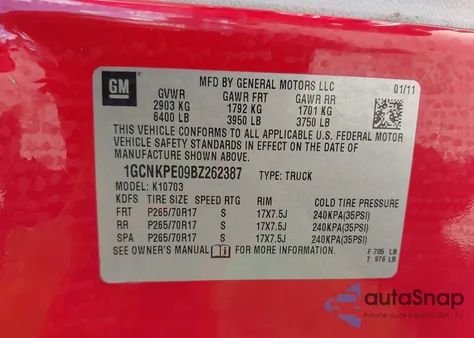 GM
MFD BY GENERAL MOTORS LLC 01/11
GVWR GAWR FRT GAWR RR
2903 KG 1792 KG 1701 KG
6400 LB 3950 LB 3750 LB
THIS VEHICLE CONFORMS TO ALL APPLICABLE U.S. FEDERAL MOTOR
VEHICLE SAFETY STANDARDS IN EFFECT ON THE DATE OF
MANUFACTURE SHOWN ABOVE.
1GCNKPE09BZ262387 TYPE: TRUCK
MODEL: K10703
KDFS TIRE SIZE SPEED RTG RIM COLD TIRE PRESSURE
FRT P265/70R17 S 17X7.5J 240KPA(35PSI)
RR P265/70R17 S 17X7.5J 240KPA(35PSI)
SPA P265/70R17 S 17X7.5J 240KPA(35PSI)
SEE OWNER'S MANUAL FOR MORE INFORMATION.
F 705 LB
T 976 LB
autoSnap